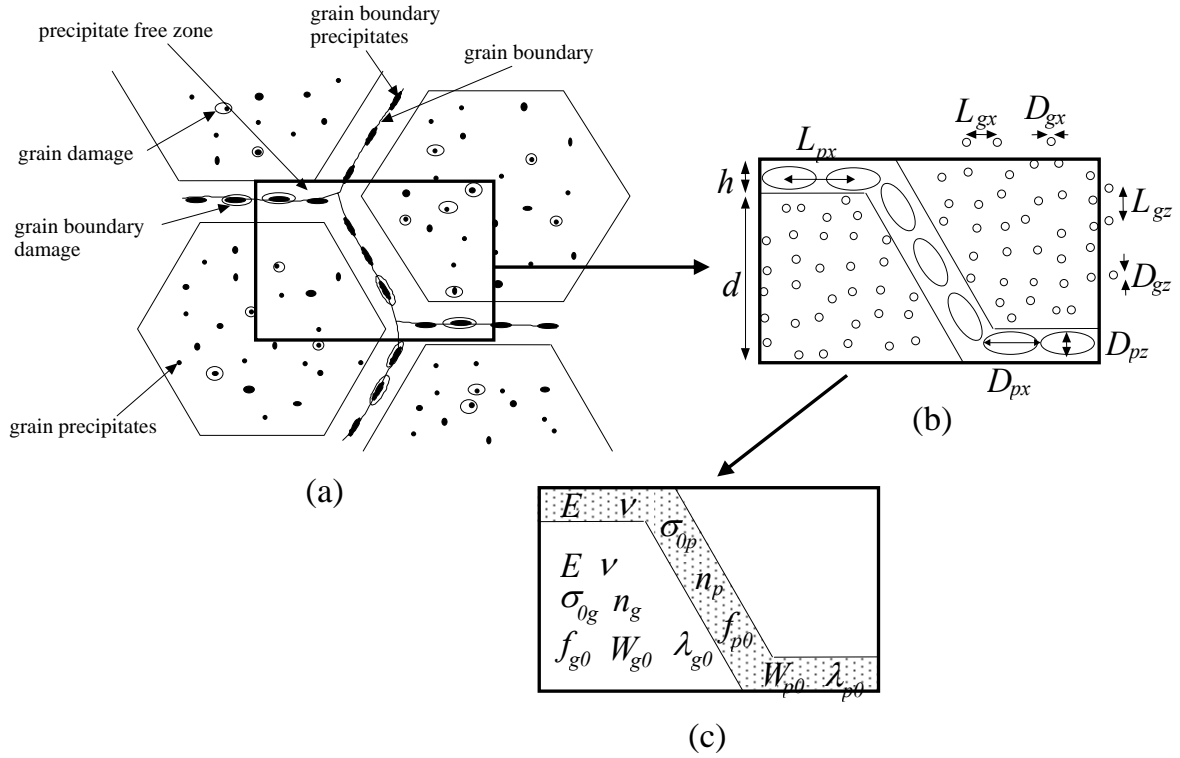 precipitate free zone
grain boundary
precipitates
grain boundary
grain damage
grain boundary
damage
grain precipitates
(a)
L_gx D_gx
L_px
h
L_gz
d
D_gz
D_pz
D_px
(b)
E ν
σ_0p
E ν
n_p
σ_0g n_g
f_p0
f_g0 W_g0 λ_g0
W_p0 λ_p0
(c)